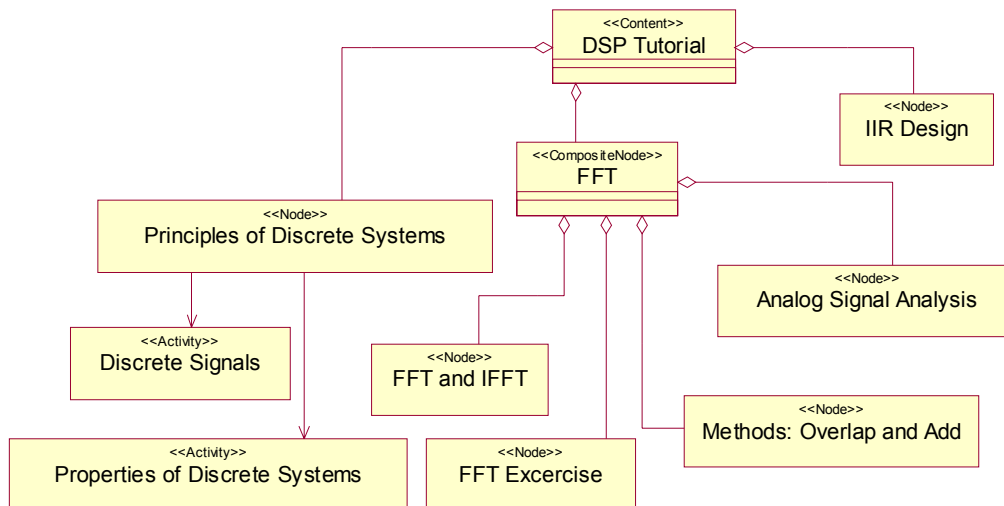 <<Content>>
DSP Tutorial
<<Node>>
IIR Design
<<CompositeNode>>
FFT
<<Node>>
Principles of Discrete Systems
<<Node>>
Analog Signal Analysis
<<Activity>>
Discrete Signals
<<Node>>
FFT and IFFT
<<Node>>
Methods: Overlap and Add
<<Activity>>
Properties of Discrete Systems
<<Node>>
FFT Excercise